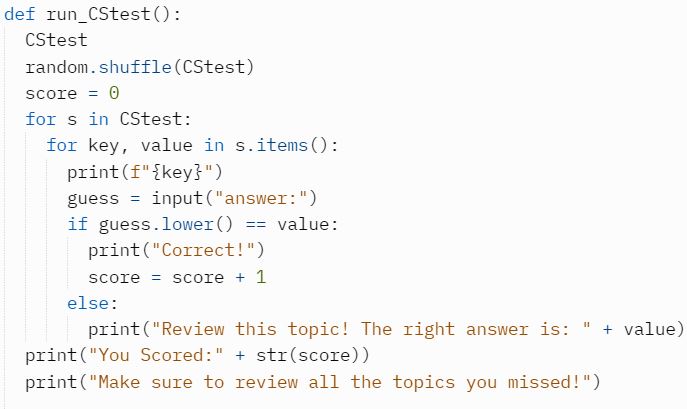 def run_CStest():
  CStest
  random.shuffle(CStest)
  score = 0
  for s in CStest:
    for key, value in s.items():
      print(f"{key}")
      guess = input("answer:")
      if guess.lower() == value:
        print("Correct!")
        score = score + 1
      else:
        print("Review this topic! The right answer is: " + value)
  print("You Scored:" + str(score))
  print("Make sure to review all the topics you missed!")